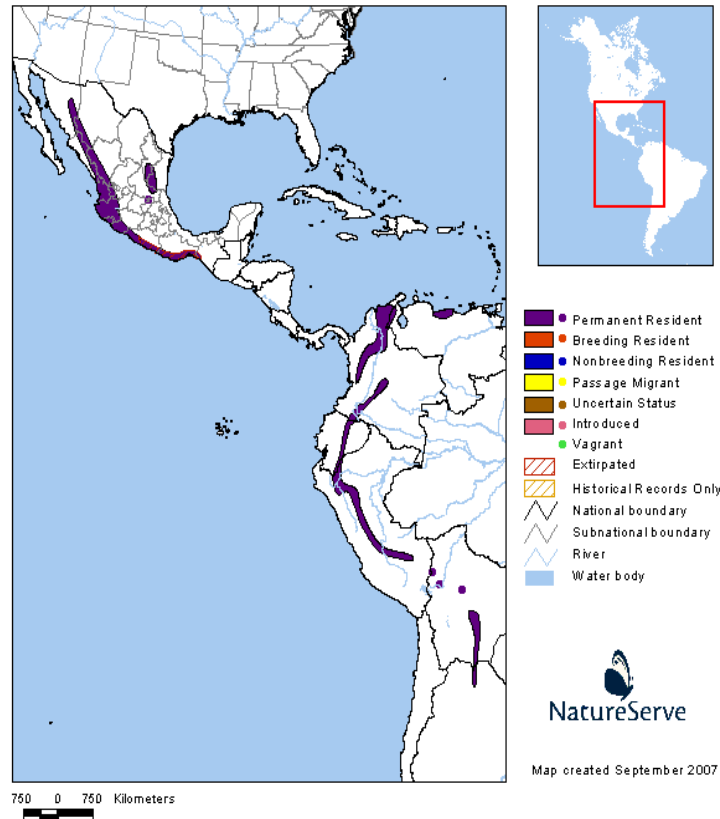 Permanent Resident
Breeding Resident
Nonbreeding Resident
Passage Migrant
Uncertain Status
Introduced
Vagrant
Extirpated
Historical Records Only
National boundary
Subnational boundary
River
Water body
NatureServe
Map created September 2007
750 0 750 Kilometers